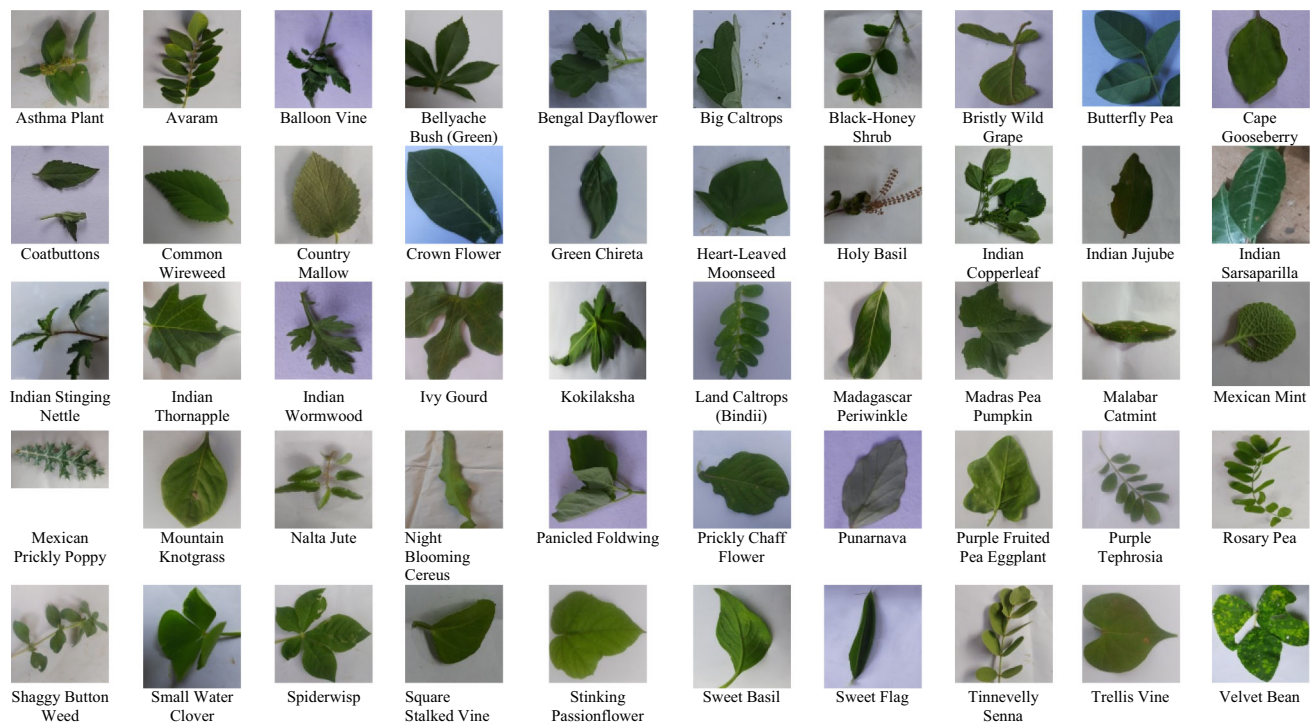 Asthma Plant
Avaram
Balloon Vine
Bellyache
Bush (Green)
Bengal Dayflower
Big Caltrops
Black-Honey
Shrub
Bristly Wild
Grape
Butterfly Pea
Cape
Gooseberry
Coatbuttons
Common
Wireweed
Country
Mallow
Crown Flower
Green Chireta
Heart-Leaved
Moonseed
Holy Basil
Indian
Copperleaf
Indian Jujube
Indian
Sarsaparilla
Indian Stinging
Nettle
Indian
Thornapple
Indian
Wormwood
Ivy Gourd
Kokilaksha
Land Caltrops
(Bindii)
Madagascar
Periwinkle
Madras Pea
Pumpkin
Malabar
Catmint
Mexican Mint
Mexican
Prickly Poppy
Mountain
Knotgrass
Nalta Jute
Night
Blooming
Cereus
Panicled Foldwing
Prickly Chaff
Flower
Punarnava
Purple Fruited
Pea Eggplant
Purple
Tephrosia
Rosary Pea
Shaggy Button
Weed
Small Water
Clover
Spiderwisp
Square
Stalked Vine
Stinking
Passionflower
Sweet Basil
Sweet Flag
Tinnevelly
Senna
Trellis Vine
Velvet Bean